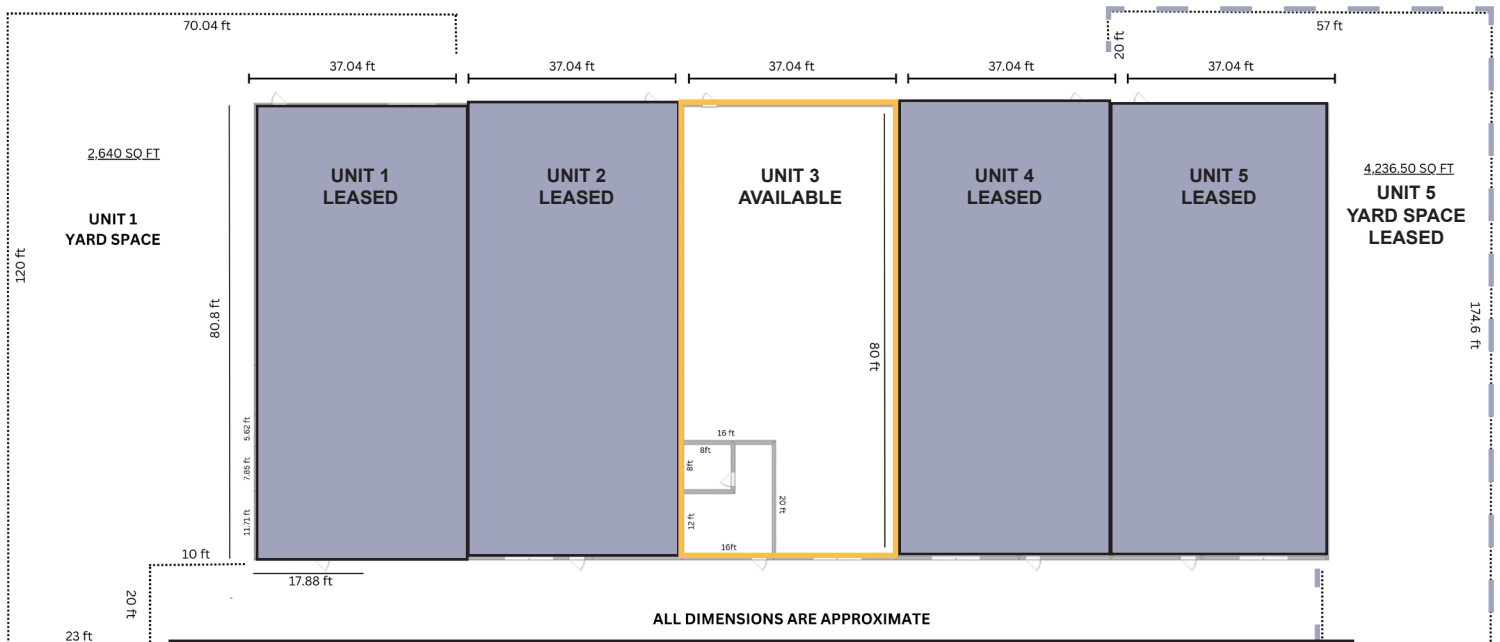 70.04 ft
57 ft
20 ft
37.04 ft
37.04 ft
37.04 ft
37.04 ft
37.04 ft
2,640 SQ FT
UNIT 1
YARD SPACE
120 ft
80.8 ft
UNIT 1
LEASED
UNIT 2
LEASED
UNIT 3
AVAILABLE
UNIT 4
LEASED
UNIT 5
LEASED
4,236.50 SQ FT
UNIT 5
YARD SPACE
LEASED
174.6 ft
80 ft
5.62 ft
7.85 ft
11.71 ft
16 ft
8ft
8ft
12 ft
20 ft
16ft
10 ft
17.88 ft
20 ft
23 ft
ALL DIMENSIONS ARE APPROXIMATE